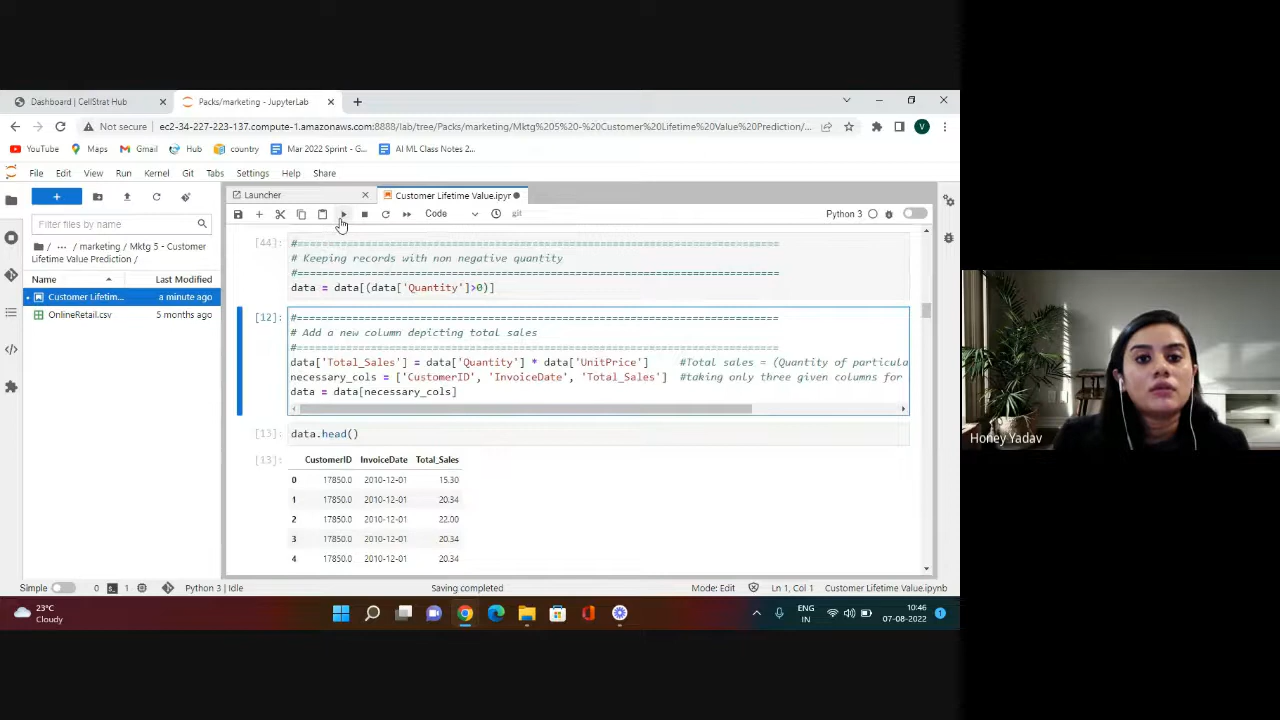 Dashboard | CellStrat Hub
Packs/marketing - JupyterLab
Not secure | ec2-34-227-223-137.compute-1.amazonaws.com:8888/lab/tree/Packs/marketing/Mktg%205%20-%20Customer%20Lifetime%20Value%20Prediction/...
YouTube Maps Gmail Hub country Mar 2022 Sprint - G... AI ML Class Notes 2...
File Edit View Run Kernel Git Tabs Settings Help Share
Launcher
Customer Lifetime Value.ipyr
Code
git
Python 3
Filter files by name
/ ... / marketing / Mktg 5 - Customer
Lifetime Value Prediction /
Name Last Modified
Customer Lifetim... a minute ago
OnlineRetail.csv 5 months ago
[44]:
#================================================================
# Keeping records with non negative quantity
#================================================================
data = data[(data['Quantity']>0)]
[12]:
#================================================================
# Add a new column depicting total sales
#================================================================
data['Total_Sales'] = data['Quantity'] * data['UnitPrice'] #Total sales = (Quantity of particula
necessary_cols = ['CustomerID', 'InvoiceDate', 'Total_Sales'] #taking only three given columns for
data = data[necessary_cols]
[13]: data.head()
[13]: CustomerID InvoiceDate Total_Sales
0 17850.0 2010-12-01 15.30
1 17850.0 2010-12-01 20.34
2 17850.0 2010-12-01 22.00
3 17850.0 2010-12-01 20.34
4 17850.0 2010-12-01 20.34
Simple 0 1 Python 3 | Idle Saving completed Mode: Edit Ln 1, Col 1 Customer Lifetime Value.ipynb
23°C
Cloudy
ENG
IN
10:46
07-08-2022
1
V
Honey Yadav